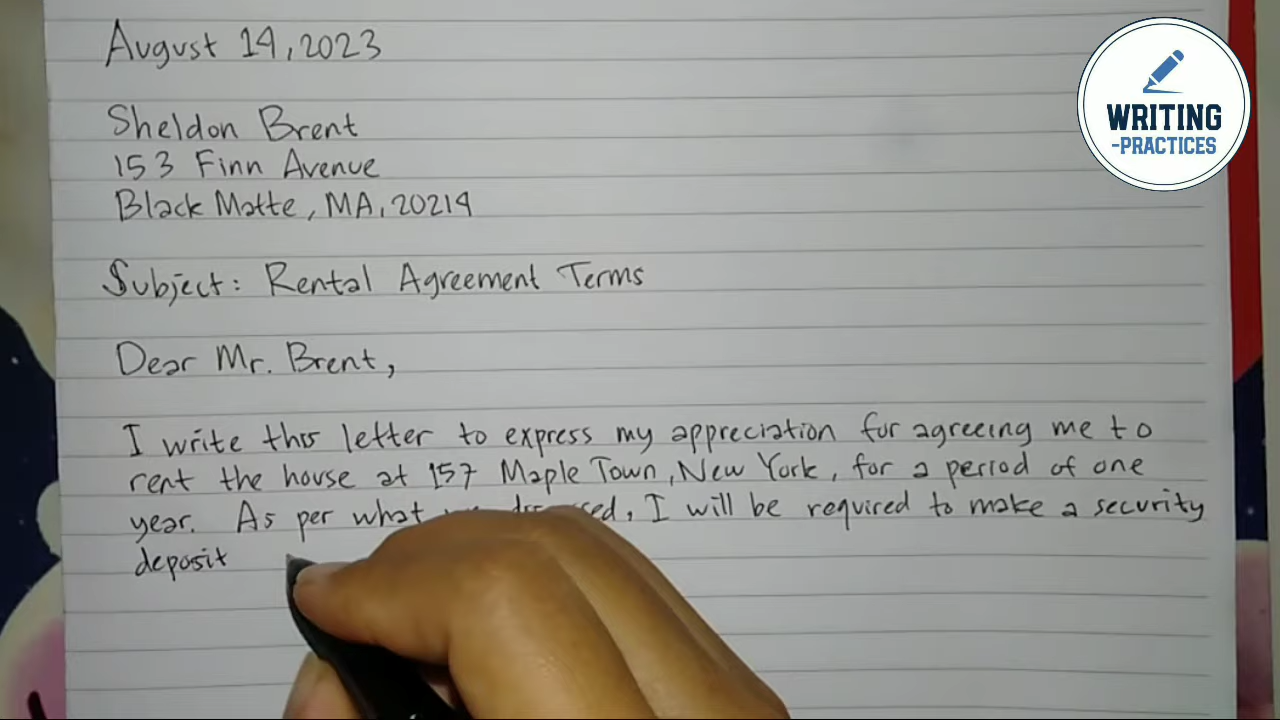 August 14, 2023
Sheldon Brent
153 Finn Avenue
Black Matte, MA, 20214
Subject: Rental Agreement Terms
Dear Mr. Brent,
I write this letter to express my appreciation for agreeing me to
rent the house at 157 Maple Town, New York, for a period of one
year. As per what I will be required to make a security
deposit
WRITING
-PRACTICES